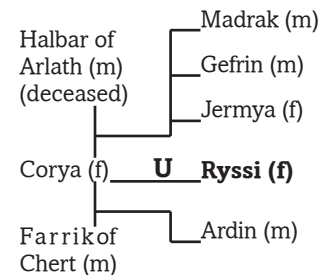 Madrak (m)
Halbar of
Arlath (m)
(deceased)
Gefrin (m)
Jermya (f)
Corya (f)
U
Ryssi (f)
Farrik of
Chert (m)
Ardin (m)